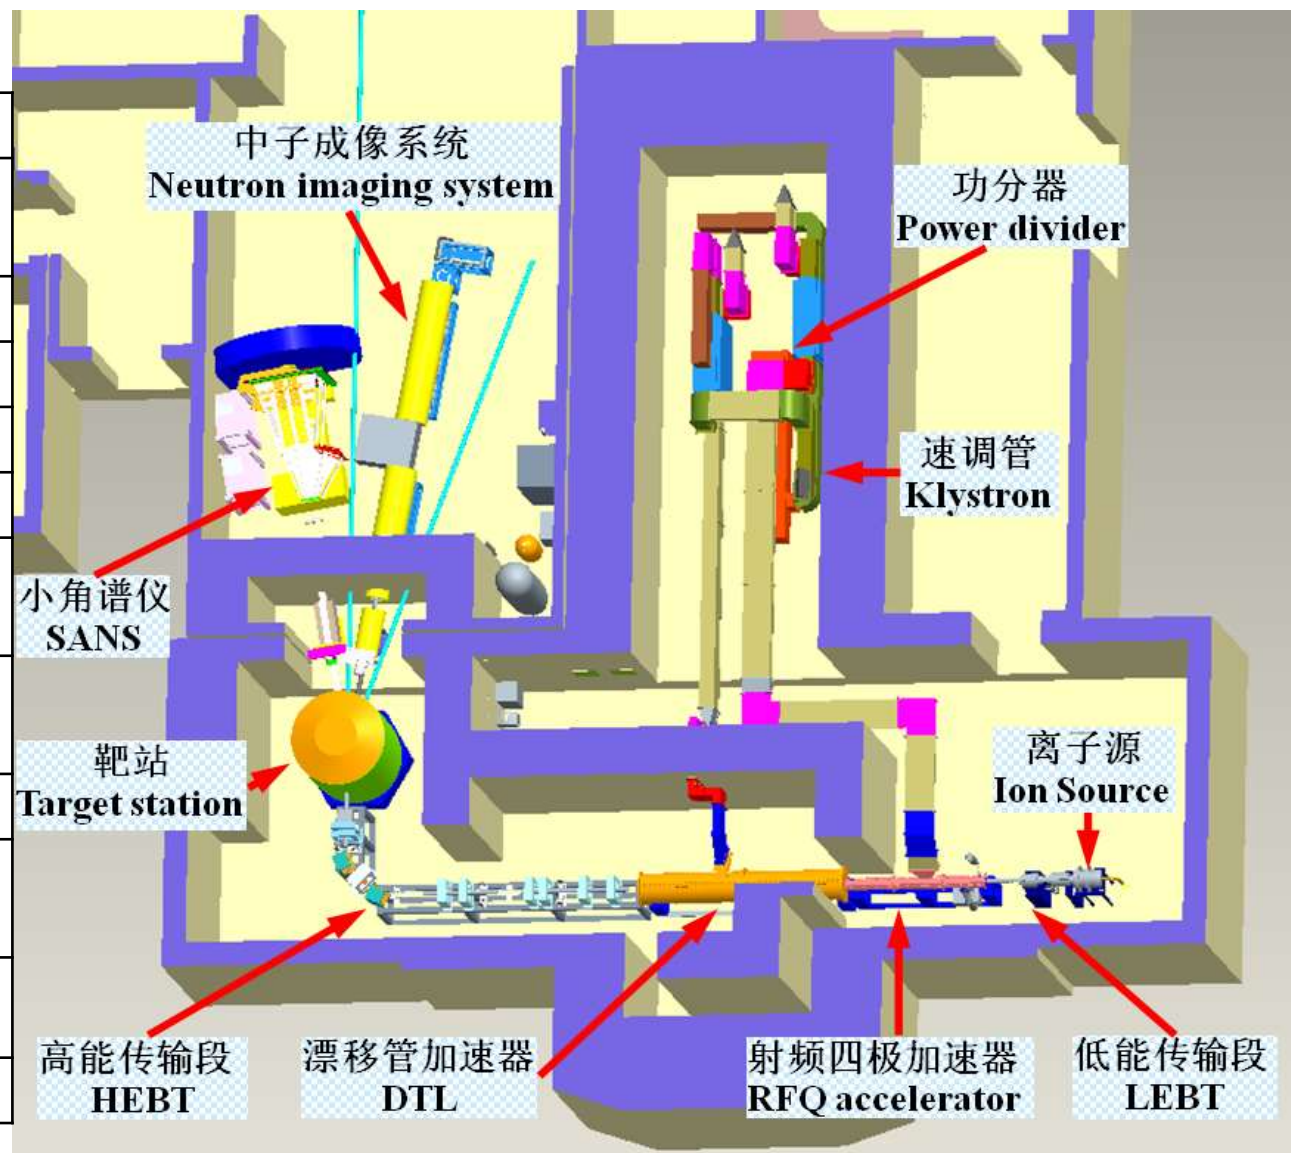 中子成像系统
Neutron imaging system
功分器
Power divider
速调管
Klystron
小角谱仪
SANS
靶站
Target station
离子源
Ion Source
高能传输段
HEBT
漂移管加速器
DTL
射频四极加速器
RFQ accelerator
低能传输段
LEBT